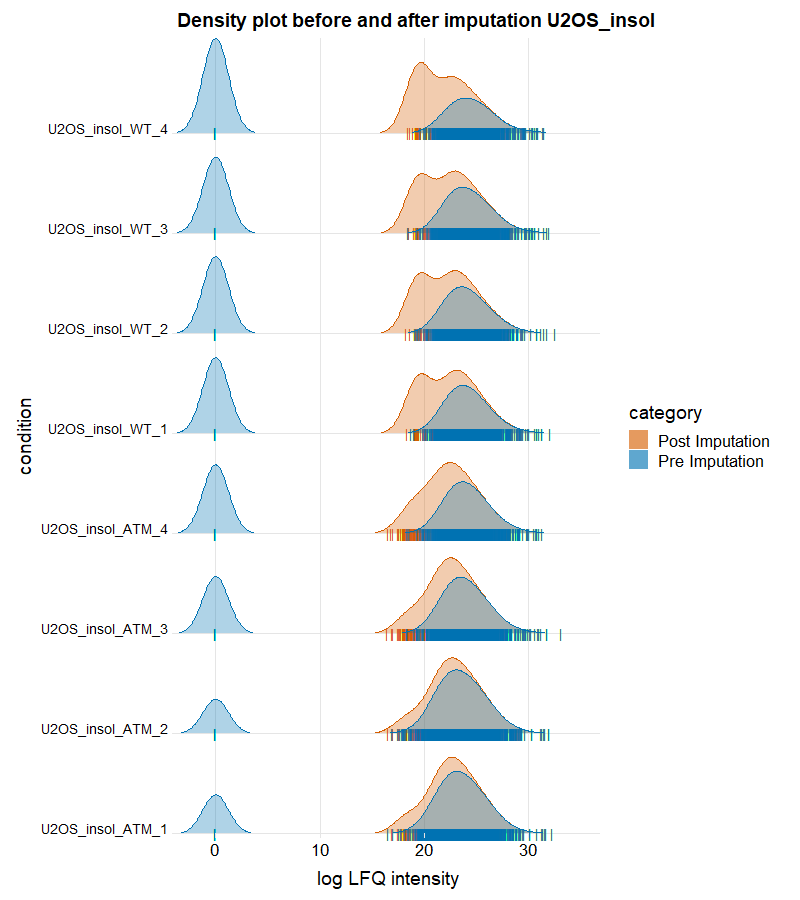 Density plot before and after imputation U2OS_insol
U2OS_insol_WT_4
U2OS_insol_WT_3
U2OS_insol_WT_2
U2OS_insol_WT_1
U2OS_insol_ATM_4
U2OS_insol_ATM_3
U2OS_insol_ATM_2
U2OS_insol_ATM_1
condition
0 10 20 30
log LFQ intensity
category
Post Imputation
Pre Imputation